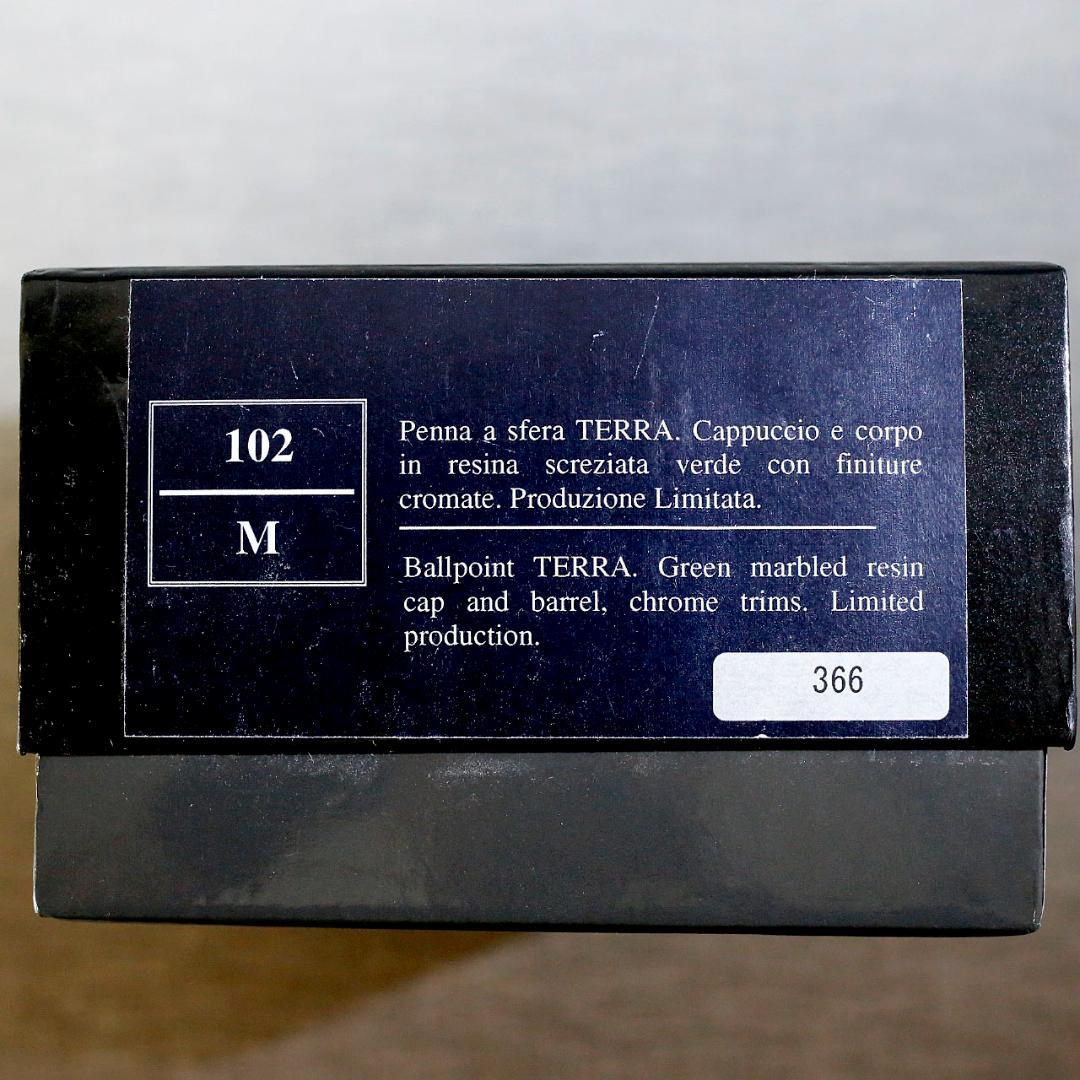 102
M
Penna a sfera TERRA. Cappuccio e corpo
in resina screziata verde con finiture
cromate. Produzione Limitata.
Ballpoint TERRA. Green marbled resin
cap and barrel, chrome trims. Limited
production.
366